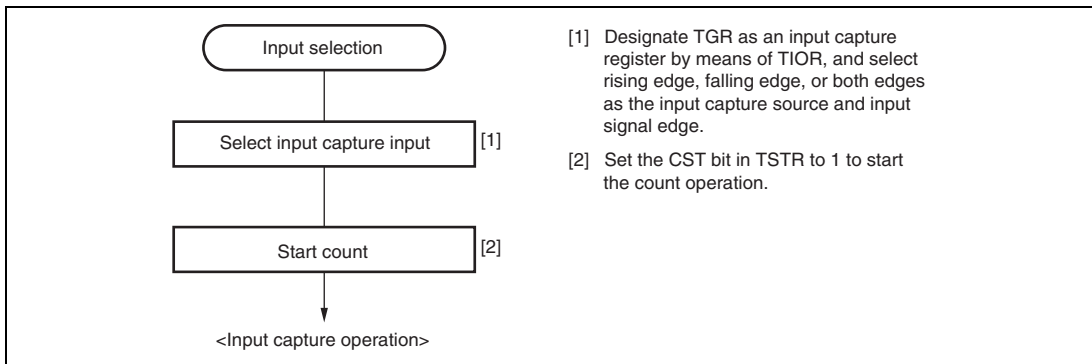 Input selection
Select input capture input
[1]
Start count
[2]
<Input capture operation>
[1] Designate TGR as an input capture
register by means of TIOR, and select
rising edge, falling edge, or both edges
as the input capture source and input
signal edge.
[2] Set the CST bit in TSTR to 1 to start
the count operation.